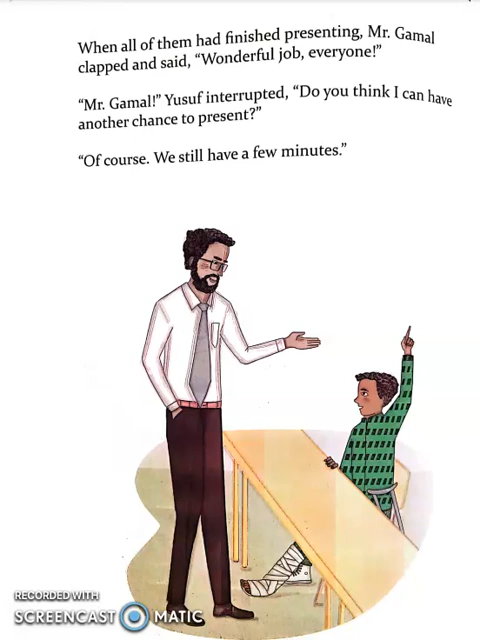 When all of them had finished presenting, Mr. Gamal
clapped and said, “Wonderful job, everyone!”
“Mr. Gamal!” Yusuf interrupted, “Do you think I can have
another chance to present?”
“Of course. We still have a few minutes.”
RECORDED WITH
SCREENCAST MATIC